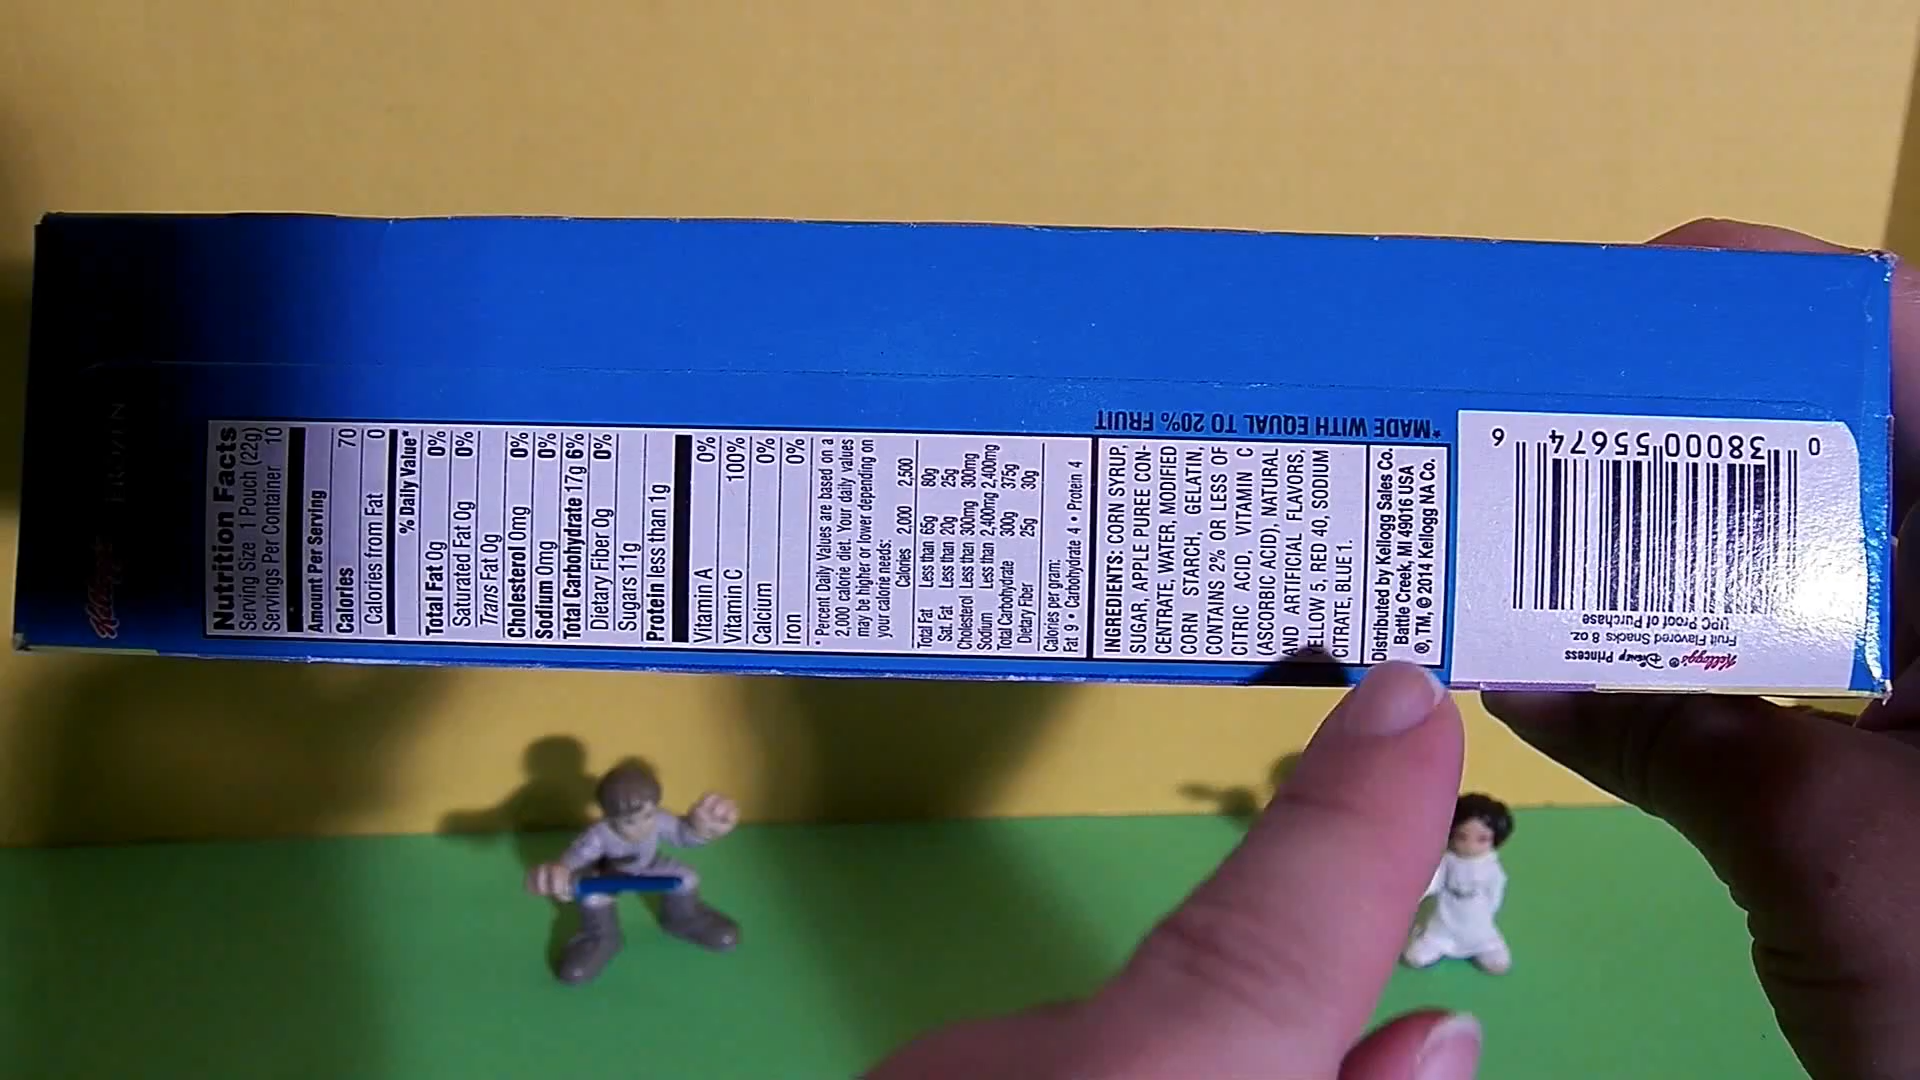 Nutrition Facts
Serving Size 1 Pouch (22g)
Servings Per Container 10
Amount Per Serving
Calories 70
Calories from Fat 0
% Daily Value*
Total Fat 0g 0%
Saturated Fat 0g 0%
Trans Fat 0g
Cholesterol 0mg 0%
Sodium 0mg 0%
Total Carbohydrate 17g 6%
Dietary Fiber 0g 0%
Sugars 11g
Protein less than 1g
Vitamin A 0%
Vitamin C 100%
Calcium 0%
Iron 0%
* Percent Daily Values are based on a
2,000 calorie diet. Your daily values
may be higher or lower depending on
your calorie needs:
Calories 2,000 2,500
Total Fat Less than 65g 80g
Sat. Fat Less than 20g 25g
Cholesterol Less than 300mg 300mg
Sodium Less than 2,400mg 2,400mg
Total Carbohydrate 300g 375g
Dietary Fiber 25g 30g
Calories per gram:
Fat 9 • Carbohydrate 4 • Protein 4
INGREDIENTS: CORN SYRUP,
SUGAR, APPLE PUREE CON-
CENTRATE, WATER, MODIFIED
CORN STARCH, GELATIN,
CONTAINS 2% OR LESS OF
CITRIC ACID, VITAMIN C
(ASCORBIC ACID), NATURAL
AND ARTIFICIAL FLAVORS,
YELLOW 5, RED 40, SODIUM
CITRATE, BLUE 1.
Distributed by Kellogg Sales Co.
Battle Creek, MI 49016 USA
®, TM, © 2014 Kellogg NA Co.
*MADE WITH EQUAL TO 20% FRUIT
Kellogg's® Disney Princess
Fruit Flavored Snacks 8 oz.
UPC Proof of Purchase
0 38000 55674 6
Kellogg's